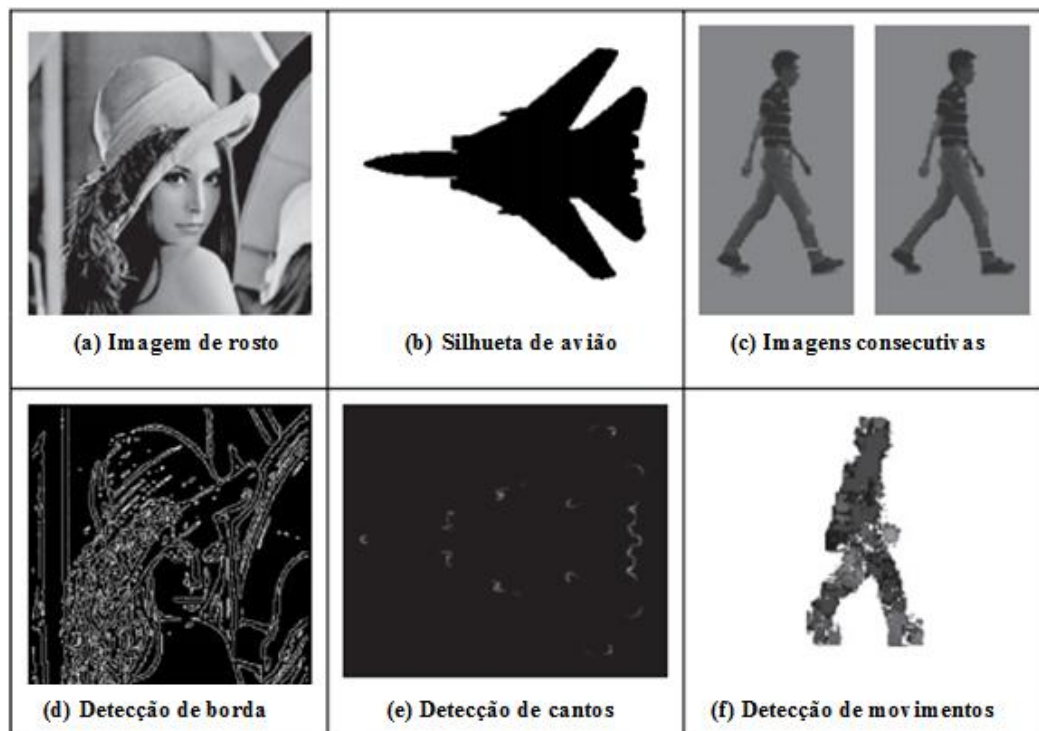 (a) Imagem de rosto
(b) Silhueta de avião
(c) Imagens consecutivas
(d) Detecção de borda
(e) Detecção de cantos
(f) Detecção de movimentos